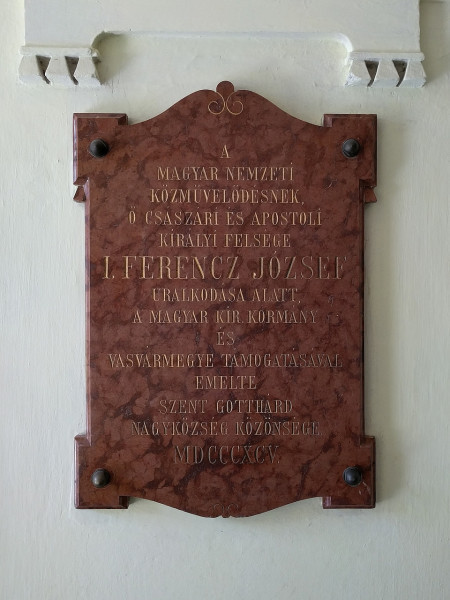 A
MAGYAR NEMZETI
KÖZMŰVELŐDÉSNEK,
Ő CSÁSZÁRI ÉS APOSTOLI
KIRÁLYI FELSÉGE
I. FERENCZ JÓZSEF
URALKODÁSA ALATT,
A MAGYAR KIR. KORMÁNY
ÉS
VASVÁRMEGYE TÁMOGATÁSÁVAL
EMELTE
SZENT GOTTHÁRD
NAGYKÖZSÉG KÖZÖNSÉGE
MDCCCXCV.